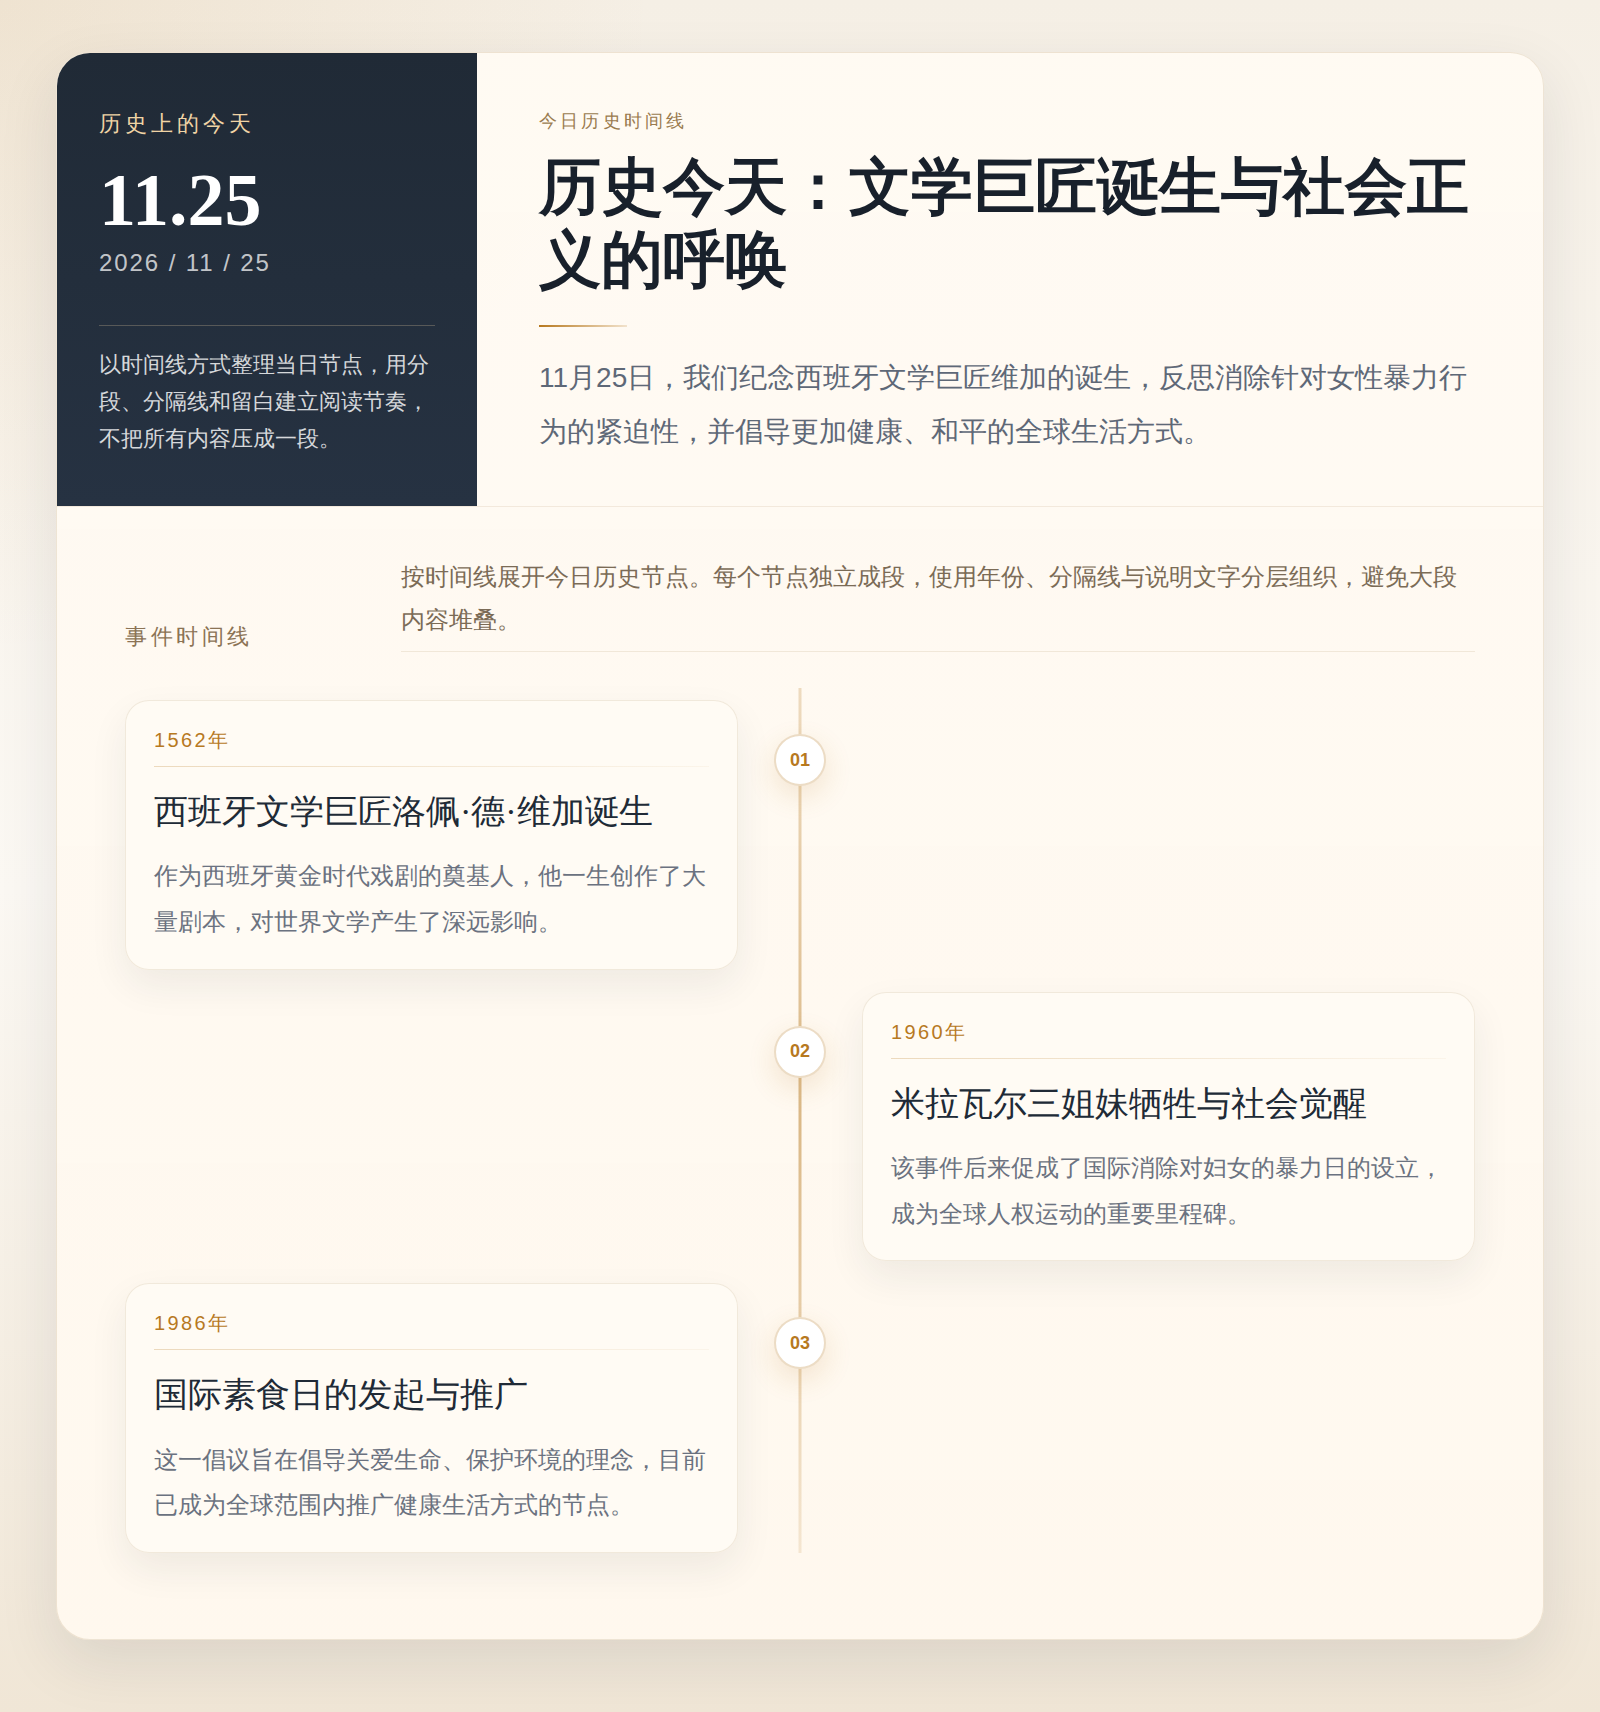 历史上的今天
11.25
2026 / 11 / 25
以时间线方式整理当日节点，用分
段、分隔线和留白建立阅读节奏，
不把所有内容压成一段。
今日历史时间线
历史今天：文学巨匠诞生与社会正
义的呼唤
11月25日，我们纪念西班牙文学巨匠维加的诞生，反思消除针对女性暴力行
为的紧迫性，并倡导更加健康、和平的全球生活方式。
事件时间线
按时间线展开今日历史节点。每个节点独立成段，使用年份、分隔线与说明文字分层组织，避免大段
内容堆叠。
01
1562年
西班牙文学巨匠洛佩·德·维加诞生
作为西班牙黄金时代戏剧的奠基人，他一生创作了大
量剧本，对世界文学产生了深远影响。
02
1960年
米拉瓦尔三姐妹牺牲与社会觉醒
该事件后来促成了国际消除对妇女的暴力日的设立，
成为全球人权运动的重要里程碑。
03
1986年
国际素食日的发起与推广
这一倡议旨在倡导关爱生命、保护环境的理念，目前
已成为全球范围内推广健康生活方式的节点。